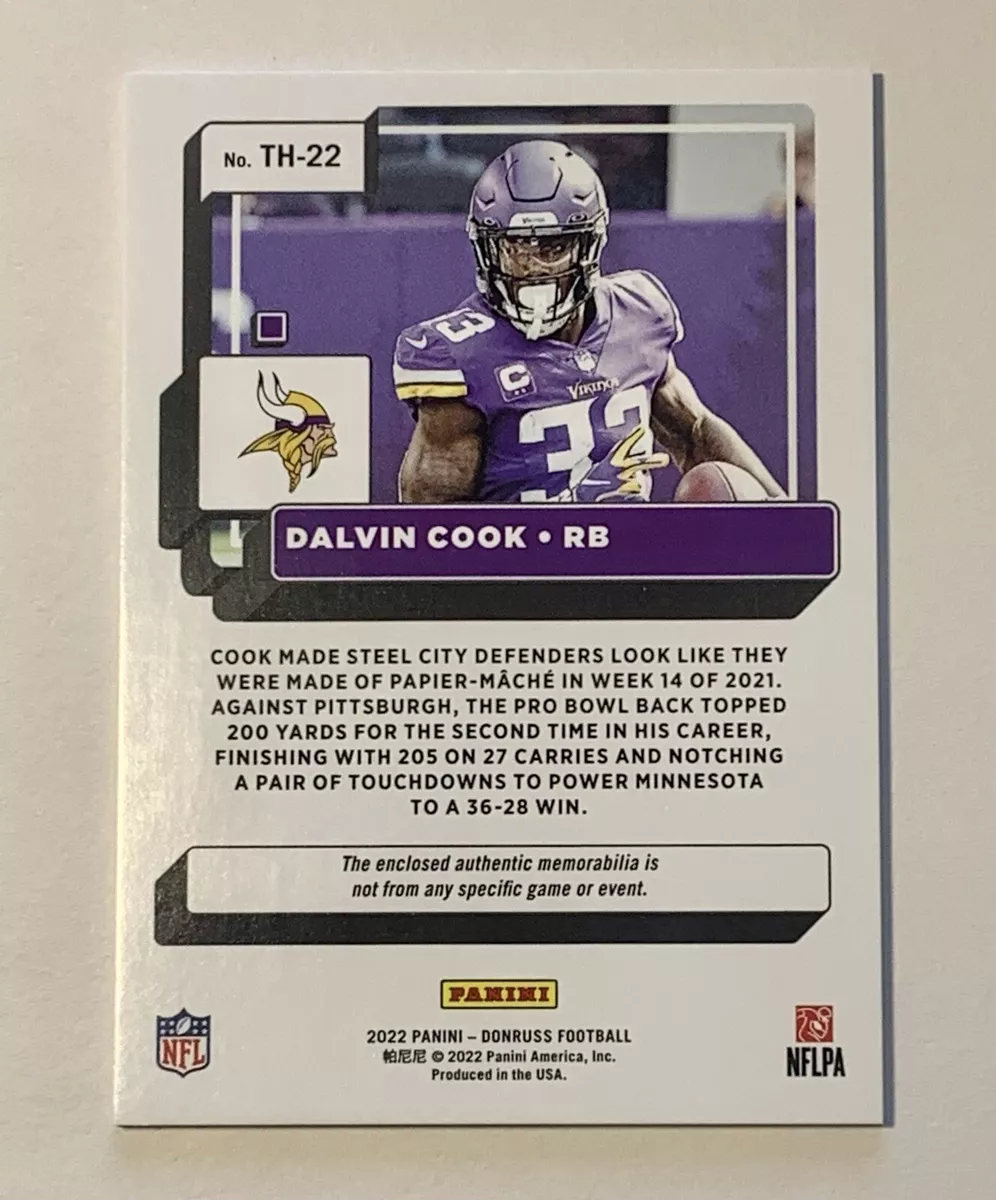 No. TH-22
VIKINGS
33
C
VIKINGS
33
DALVIN COOK • RB
COOK MADE STEEL CITY DEFENDERS LOOK LIKE THEY
WERE MADE OF PAPIER-MÂCHÉ IN WEEK 14 OF 2021.
AGAINST PITTSBURGH, THE PRO BOWL BACK TOPPED
200 YARDS FOR THE SECOND TIME IN HIS CAREER,
FINISHING WITH 205 ON 27 CARRIES AND NOTCHING
A PAIR OF TOUCHDOWNS TO POWER MINNESOTA
TO A 36-28 WIN.
The enclosed authentic memorabilia is
not from any specific game or event.
PANINI
2022 PANINI – DONRUSS FOOTBALL
帕尼尼 © 2022 Panini America, Inc.
Produced in the USA.
NFL
NFLPA